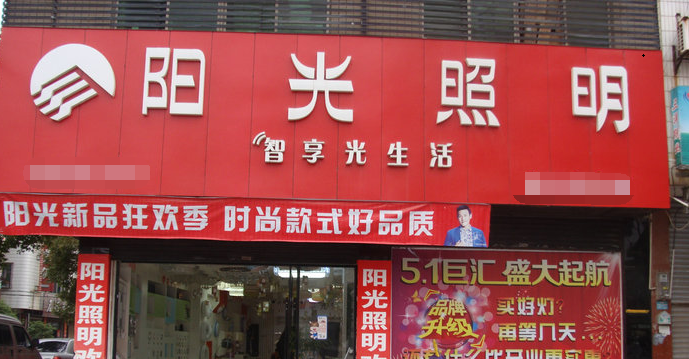 阳光照明
智享光生活
阳光新品狂欢季 时尚款式好品质
阳光照明
阳光照明
5.1巨汇 盛大起航
品牌升级
买好灯?
再等几天...